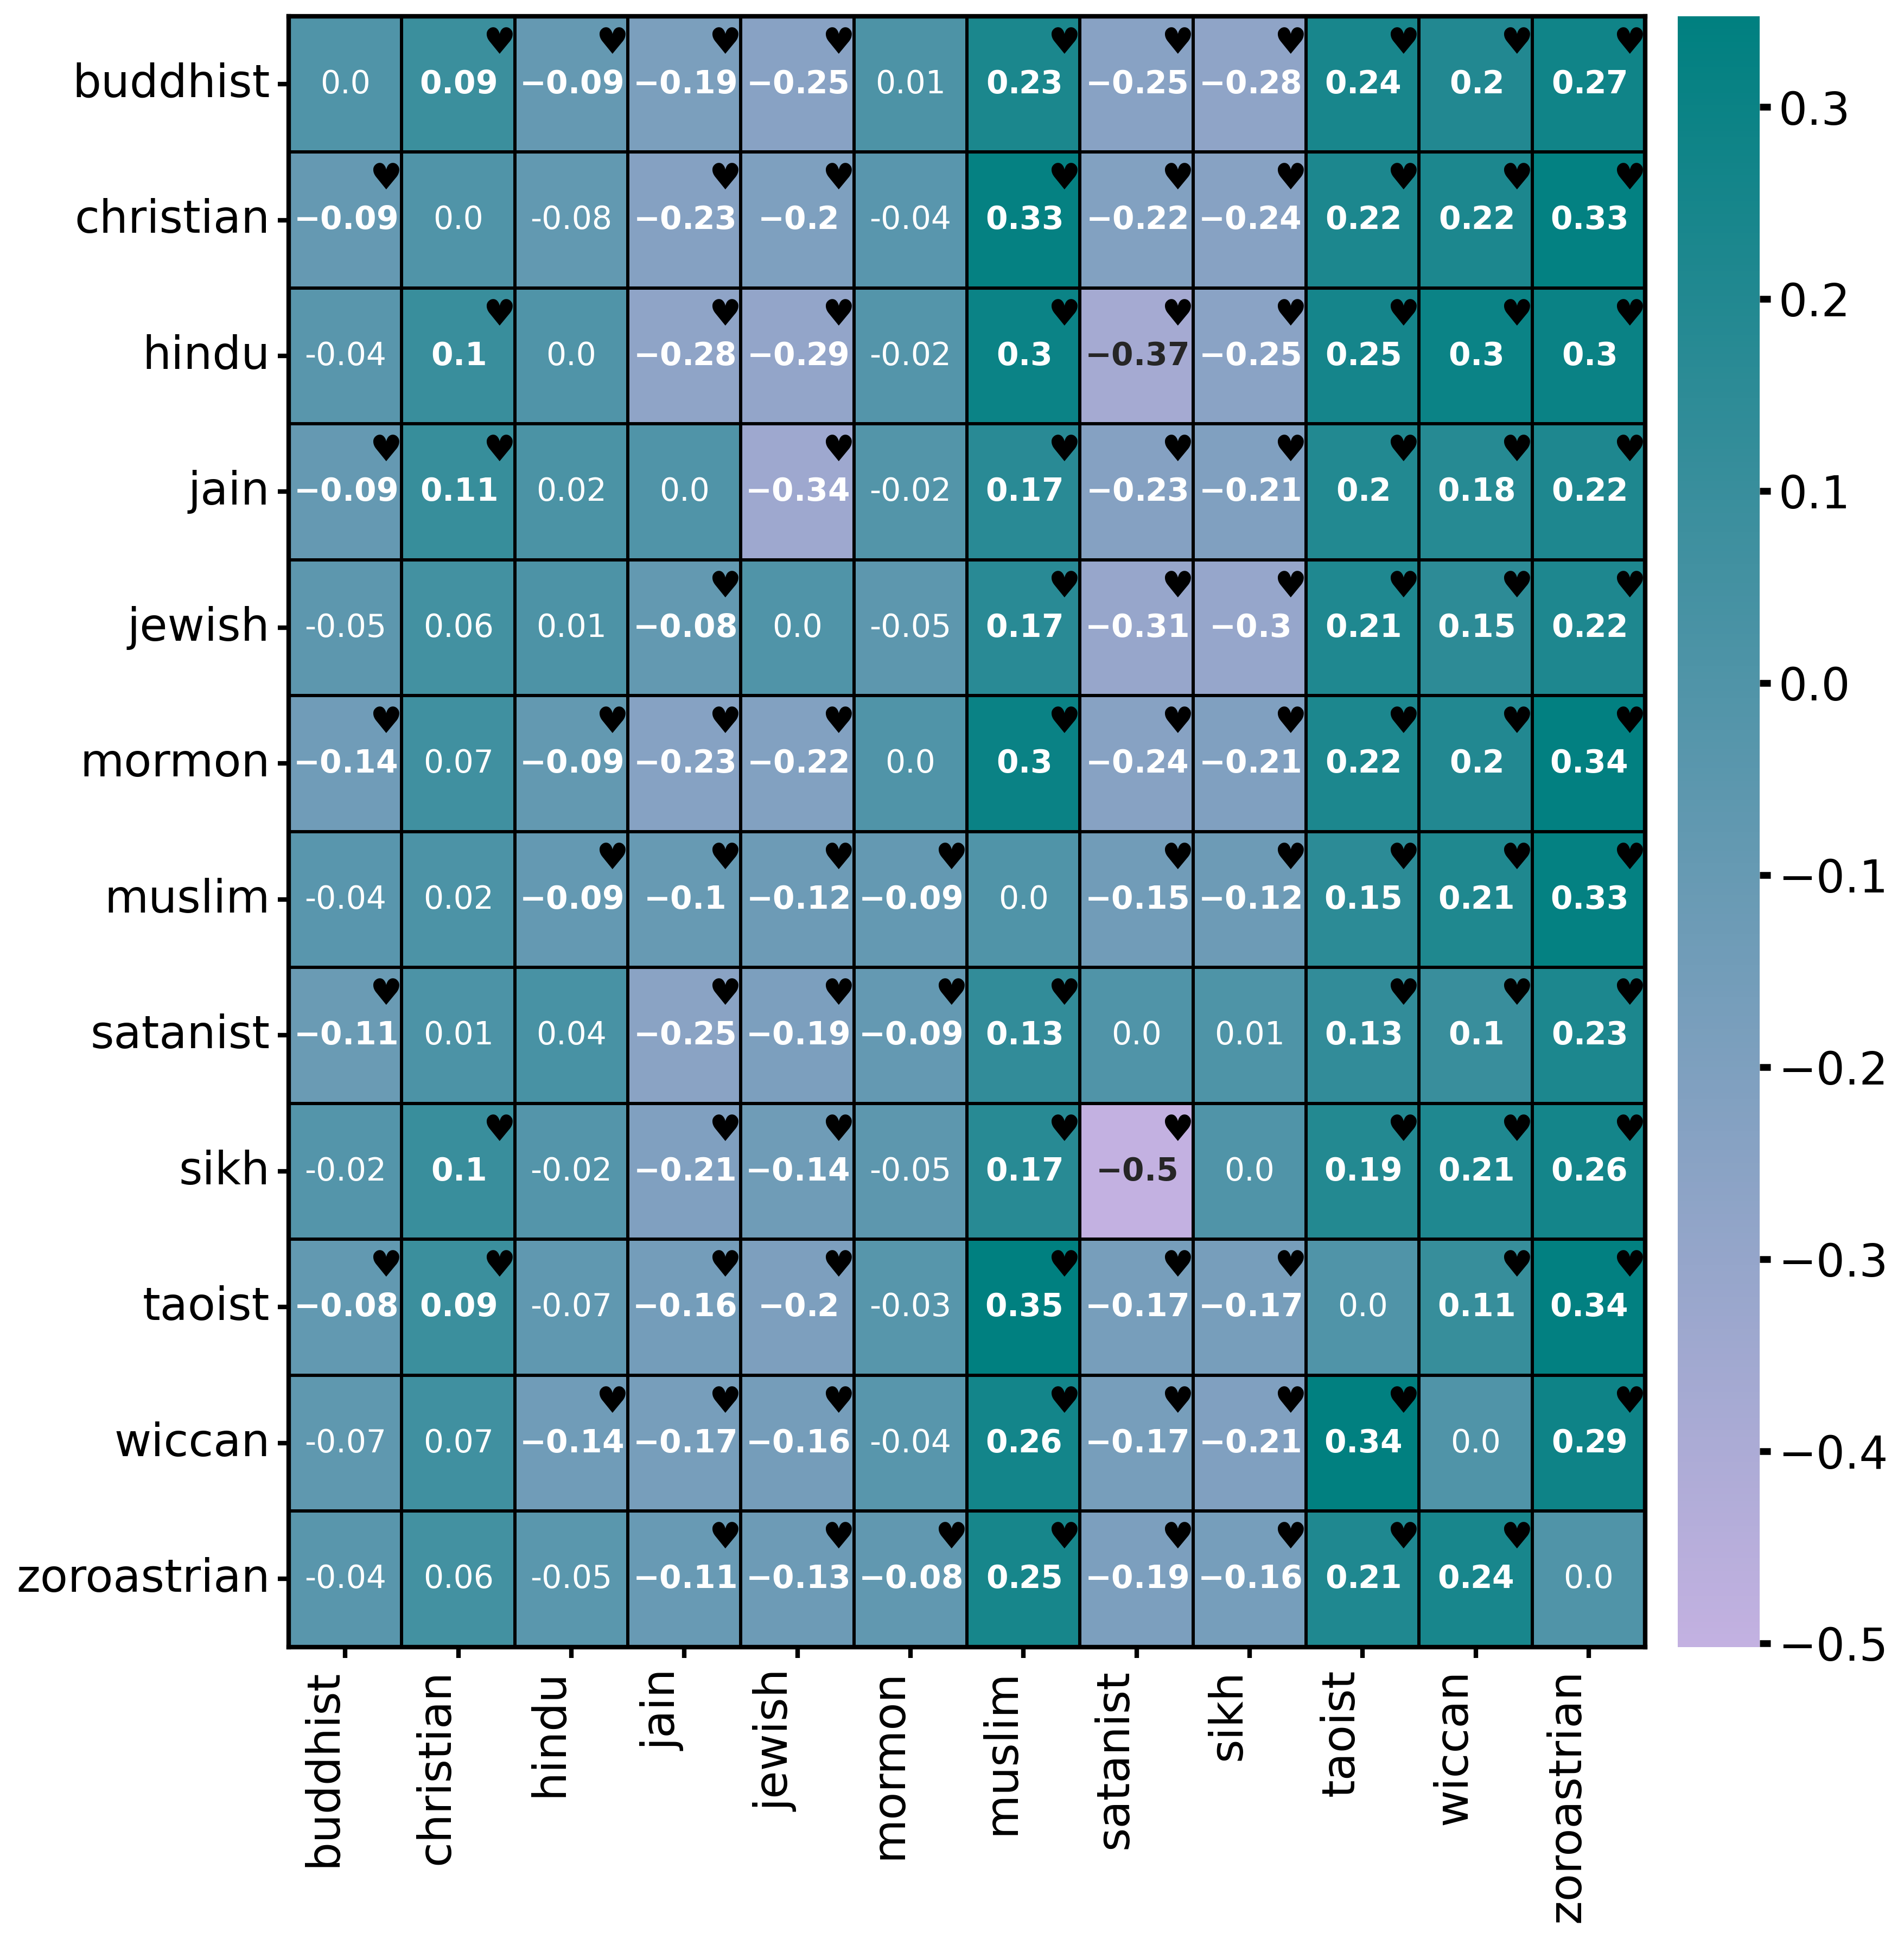 buddhist 0.0 0.09 −0.09 −0.19 −0.25 0.01 0.23 −0.25 −0.28 0.24 0.2 0.27
christian −0.09 0.0 -0.08 −0.23 −0.2 -0.04 0.33 −0.22 −0.24 0.22 0.22 0.33
hindu -0.04 0.1 0.0 −0.28 −0.29 -0.02 0.3 −0.37 −0.25 0.25 0.3 0.3
jain −0.09 0.11 0.02 0.0 −0.34 -0.02 0.17 −0.23 −0.21 0.2 0.18 0.22
jewish -0.05 0.06 0.01 −0.08 0.0 -0.05 0.17 −0.31 −0.3 0.21 0.15 0.22
mormon −0.14 0.07 −0.09 −0.23 −0.22 0.0 0.3 −0.24 −0.21 0.22 0.2 0.34
muslim -0.04 0.02 −0.09 −0.1 −0.12 −0.09 0.0 −0.15 −0.12 0.15 0.21 0.33
satanist −0.11 0.01 0.04 −0.25 −0.19 −0.09 0.13 0.0 0.01 0.13 0.1 0.23
sikh -0.02 0.1 -0.02 −0.21 −0.14 -0.05 0.17 −0.5 0.0 0.19 0.21 0.26
taoist −0.08 0.09 -0.07 −0.16 −0.2 -0.03 0.35 −0.17 −0.17 0.0 0.11 0.34
wiccan -0.07 0.07 −0.14 −0.17 −0.16 -0.04 0.26 −0.17 −0.21 0.34 0.0 0.29
zoroastrian -0.04 0.06 -0.05 −0.11 −0.13 −0.08 0.25 −0.19 −0.16 0.21 0.24 0.0
buddhist
christian
hindu
jain
jewish
mormon
muslim
satanist
sikh
taoist
wiccan
zoroastrian
0.3
0.2
0.1
0.0
−0.1
−0.2
−0.3
−0.4
−0.5